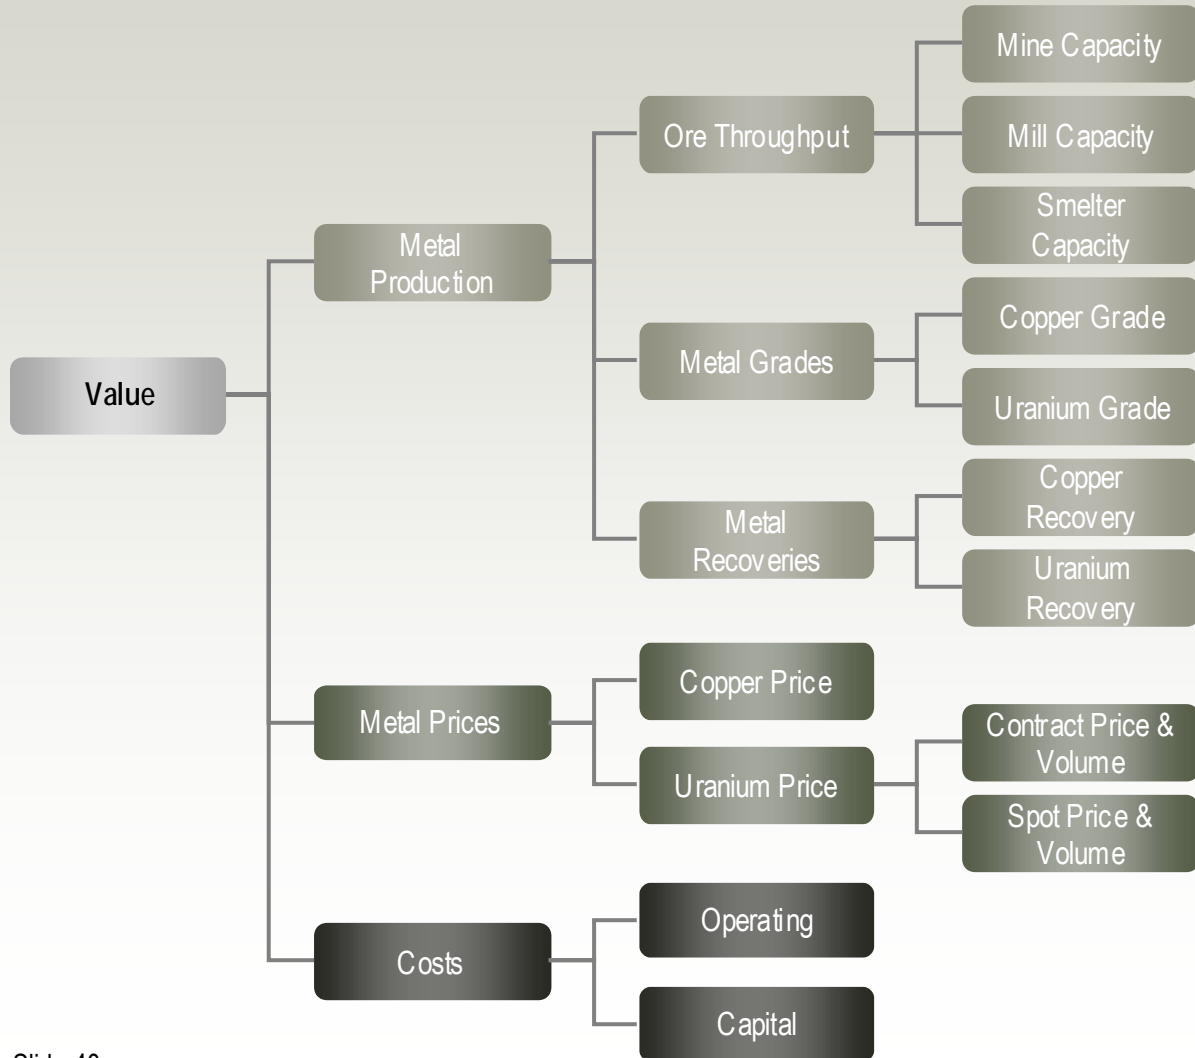 Mine Capacity
Ore Throughput
Mill Capacity
Smelter
Capacity
Metal
Production
Copper Grade
Metal Grades
Uranium Grade
Value
Copper
Recovery
Metal
Recoveries
Uranium
Recovery
Copper Price
Metal Prices
Contract Price &
Volume
Uranium Price
Spot Price &
Volume
Operating
Costs
Capital